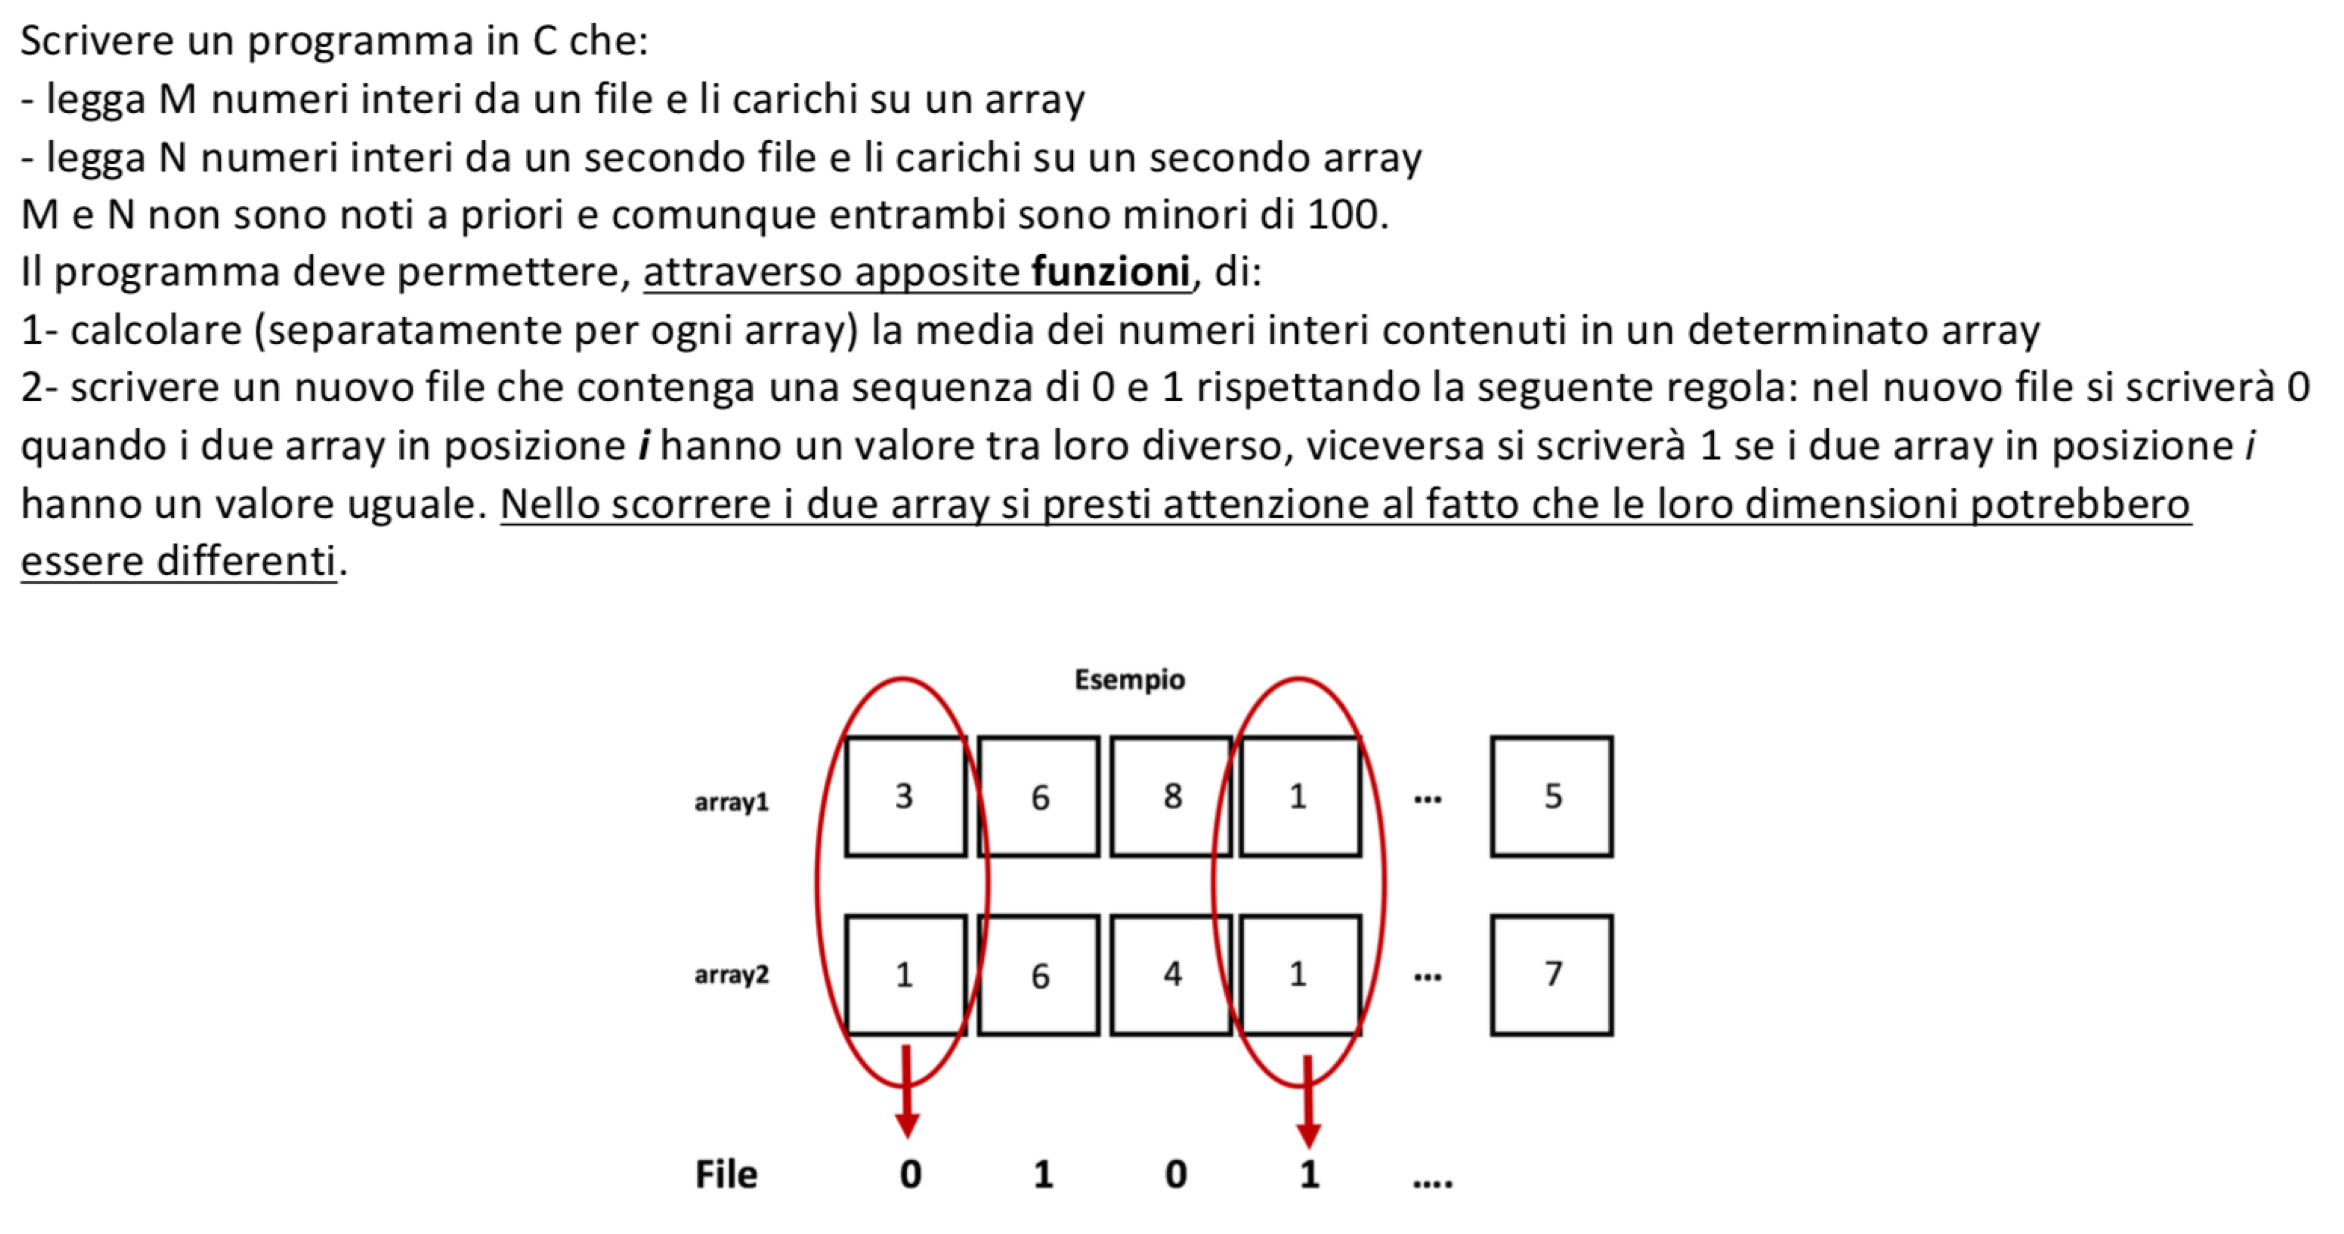 Scrivere un programma in C che:
- legga M numeri interi da un file e li carichi su un array
- legga N numeri interi da un secondo file e li carichi su un secondo array
M e N non sono noti a priori e comunque entrambi sono minori di 100.
Il programma deve permettere, attraverso apposite funzioni, di:
1- calcolare (separatamente per ogni array) la media dei numeri interi contenuti in un determinato array
2- scrivere un nuovo file che contenga una sequenza di 0 e 1 rispettando la seguente regola: nel nuovo file si scriverà 0
quando i due array in posizione i hanno un valore tra loro diverso, viceversa si scriverà 1 se i due array in posizione i
hanno un valore uguale. Nello scorrere i due array si presti attenzione al fatto che le loro dimensioni potrebbero
essere differenti.
Esempio
array1 3 6 8 1 ... 5
array2 1 6 4 1 ... 7
File 0 1 0 1 ....